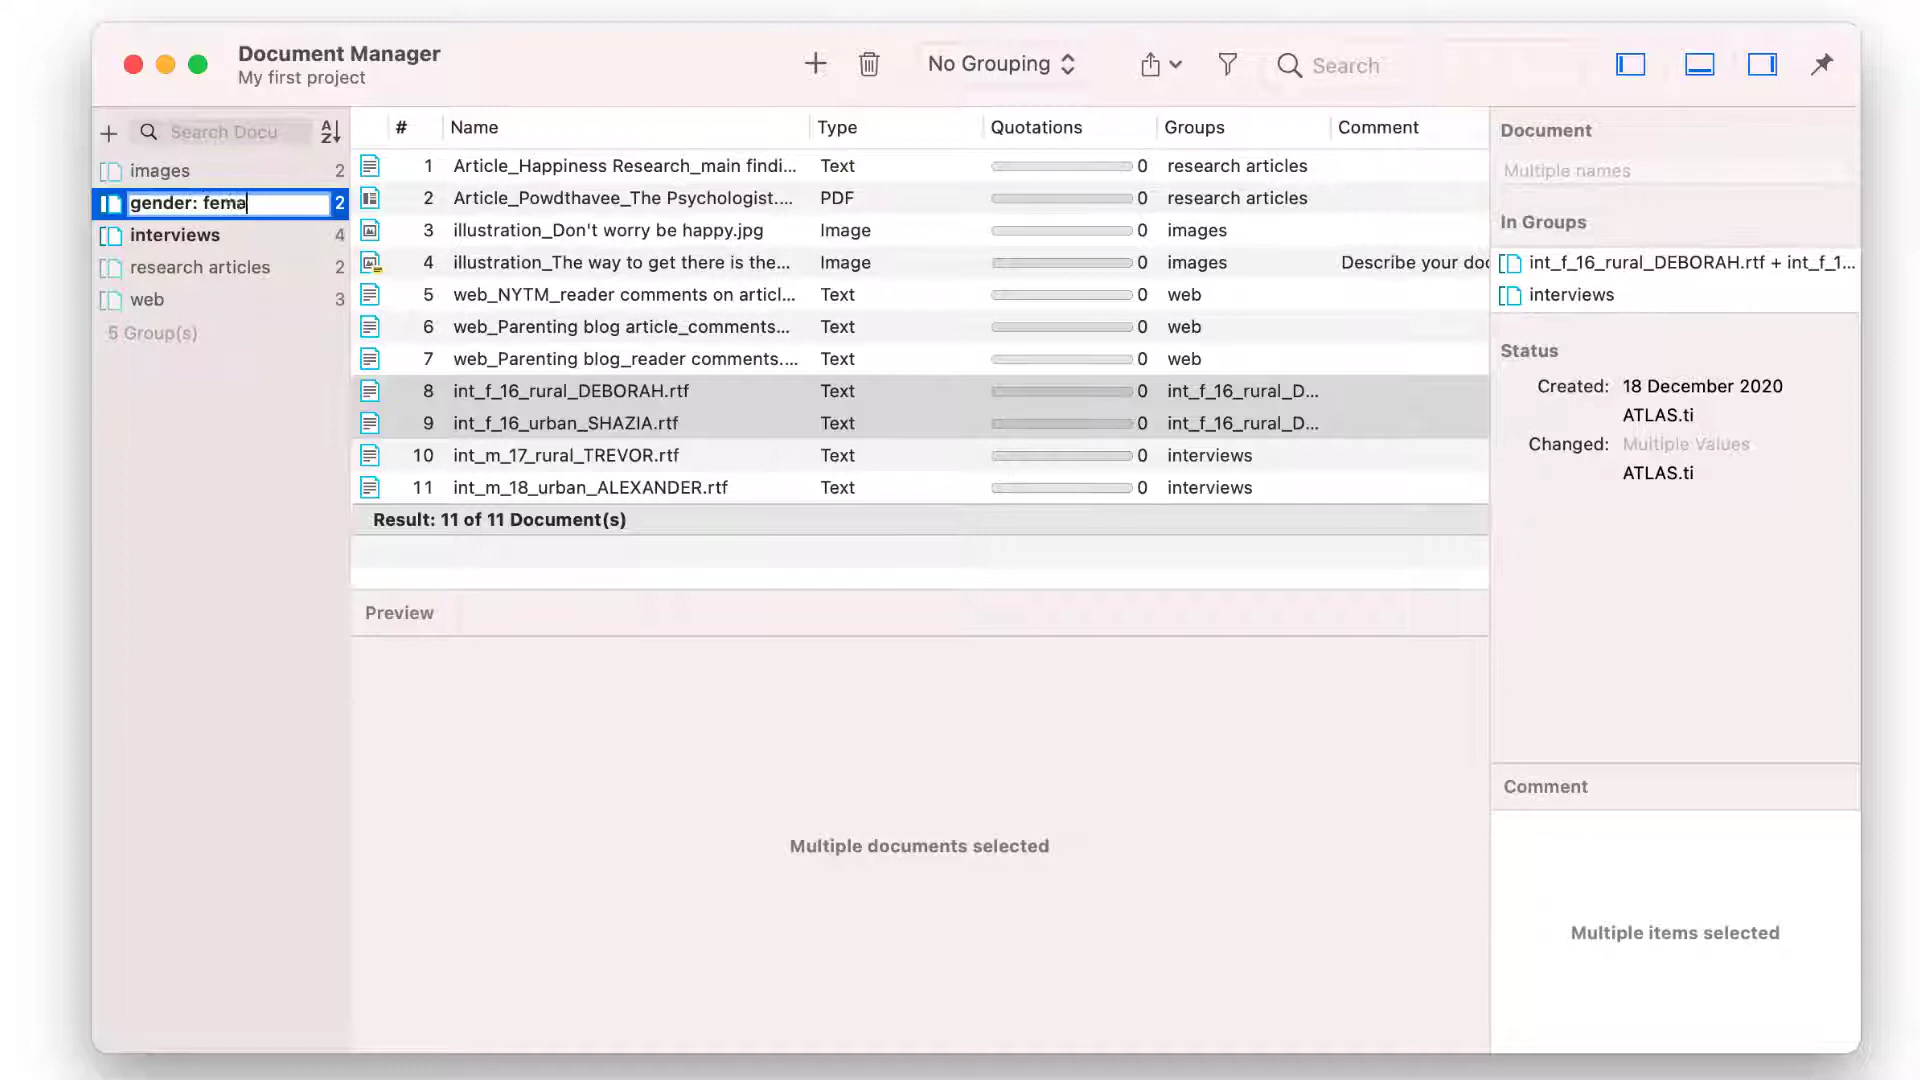 Document Manager
My first project
No Grouping
Search
Search Docu
images 2
gender: fema 2
interviews 4
research articles 2
web 3
5 Group(s)
# Name Type Quotations Groups Comment
1 Article_Happiness Research_main findi... Text 0 research articles
2 Article_Powdthavee_The Psychologist.... PDF 0 research articles
3 illustration_Don't worry be happy.jpg Image 0 images
4 illustration_The way to get there is the... Image 0 images Describe your doc
5 web_NYTM_reader comments on articl... Text 0 web
6 web_Parenting blog article_comments... Text 0 web
7 web_Parenting blog_reader comments.... Text 0 web
8 int_f_16_rural_DEBORAH.rtf Text 0 int_f_16_rural_D...
9 int_f_16_urban_SHAZIA.rtf Text 0 int_f_16_rural_D...
10 int_m_17_rural_TREVOR.rtf Text 0 interviews
11 int_m_18_urban_ALEXANDER.rtf Text 0 interviews
Result: 11 of 11 Document(s)
Preview
Multiple documents selected
Document
Multiple names
In Groups
int_f_16_rural_DEBORAH.rtf + int_f_1...
interviews
Status
Created: 18 December 2020
ATLAS.ti
Changed: Multiple Values
ATLAS.ti
Comment
Multiple items selected